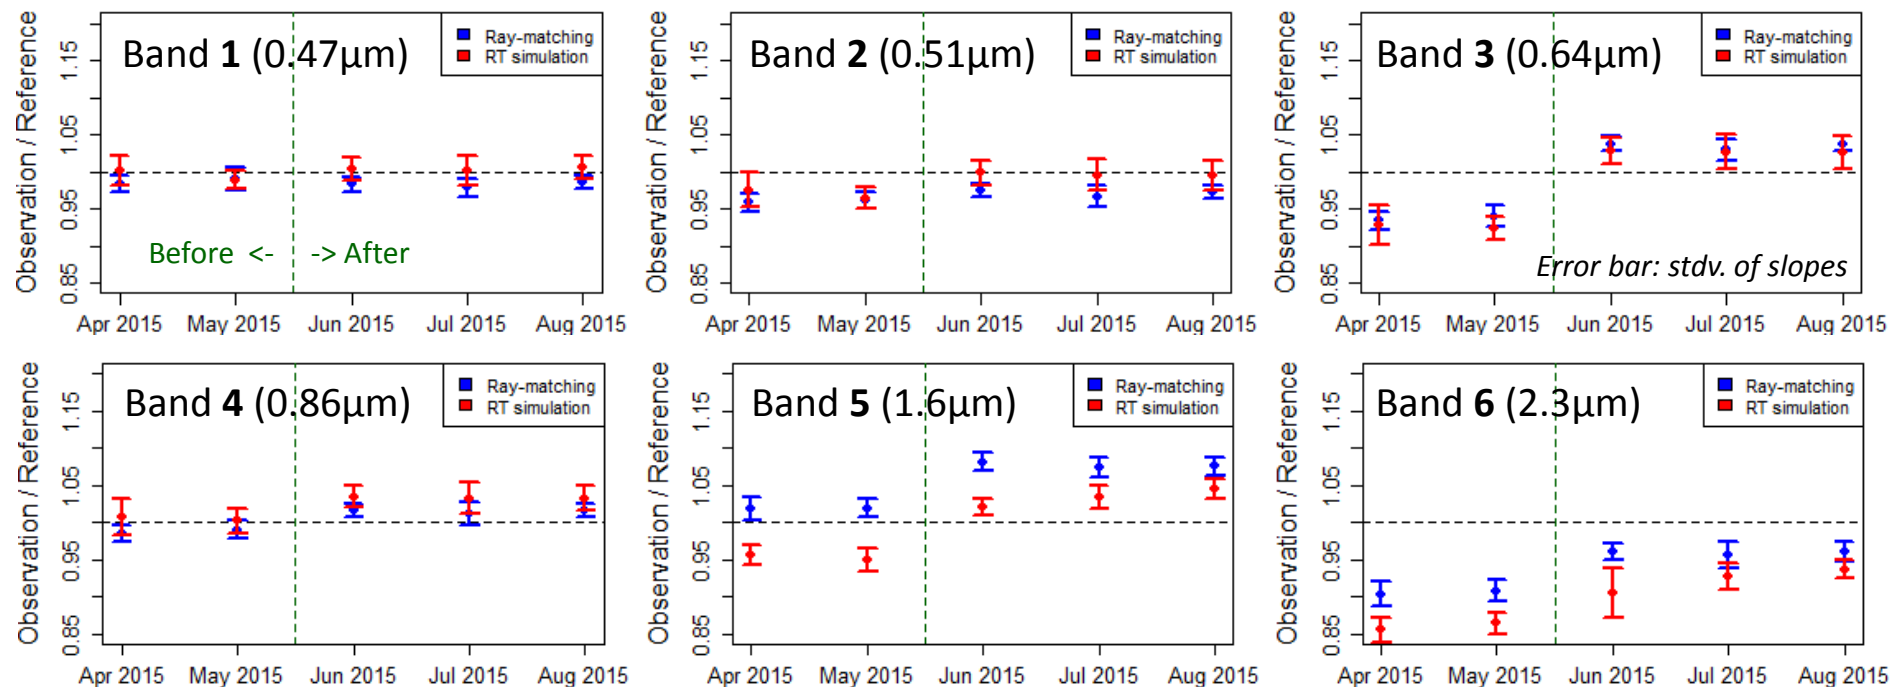 Band 1 (0.47µm)
Ray-matching
RT simulation
Observation / Reference
1.15
1.05
0.95
0.85
Before <- -> After
Apr 2015 May 2015 Jun 2015 Jul 2015 Aug 2015
Band 2 (0.51µm)
Ray-matching
RT simulation
Observation / Reference
1.15
1.05
0.95
0.85
Apr 2015 May 2015 Jun 2015 Jul 2015 Aug 2015
Band 3 (0.64µm)
Ray-matching
RT simulation
Observation / Reference
1.15
1.05
0.95
0.85
Error bar: stdv. of slopes
Apr 2015 May 2015 Jun 2015 Jul 2015 Aug 2015
Band 4 (0.86µm)
Ray-matching
RT simulation
Observation / Reference
1.15
1.05
0.95
0.85
Apr 2015 May 2015 Jun 2015 Jul 2015 Aug 2015
Band 5 (1.6µm)
Ray-matching
RT simulation
Observation / Reference
1.15
1.05
0.95
0.85
Apr 2015 May 2015 Jun 2015 Jul 2015 Aug 2015
Band 6 (2.3µm)
Ray-matching
RT simulation
Observation / Reference
1.15
1.05
0.95
0.85
Apr 2015 May 2015 Jun 2015 Jul 2015 Aug 2015